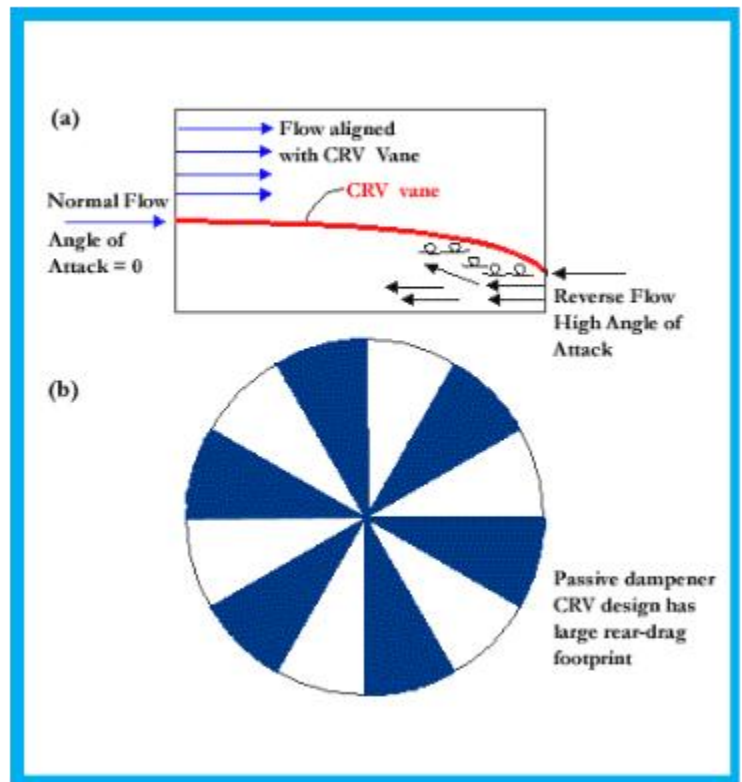 (a)
Flow aligned
with CRV Vane
CRV vane
Normal Flow
Angle of
Attack = 0
Reverse Flow
High Angle of
Attack
(b)
Passive dampener
CRV design has
large rear-drag
footprint